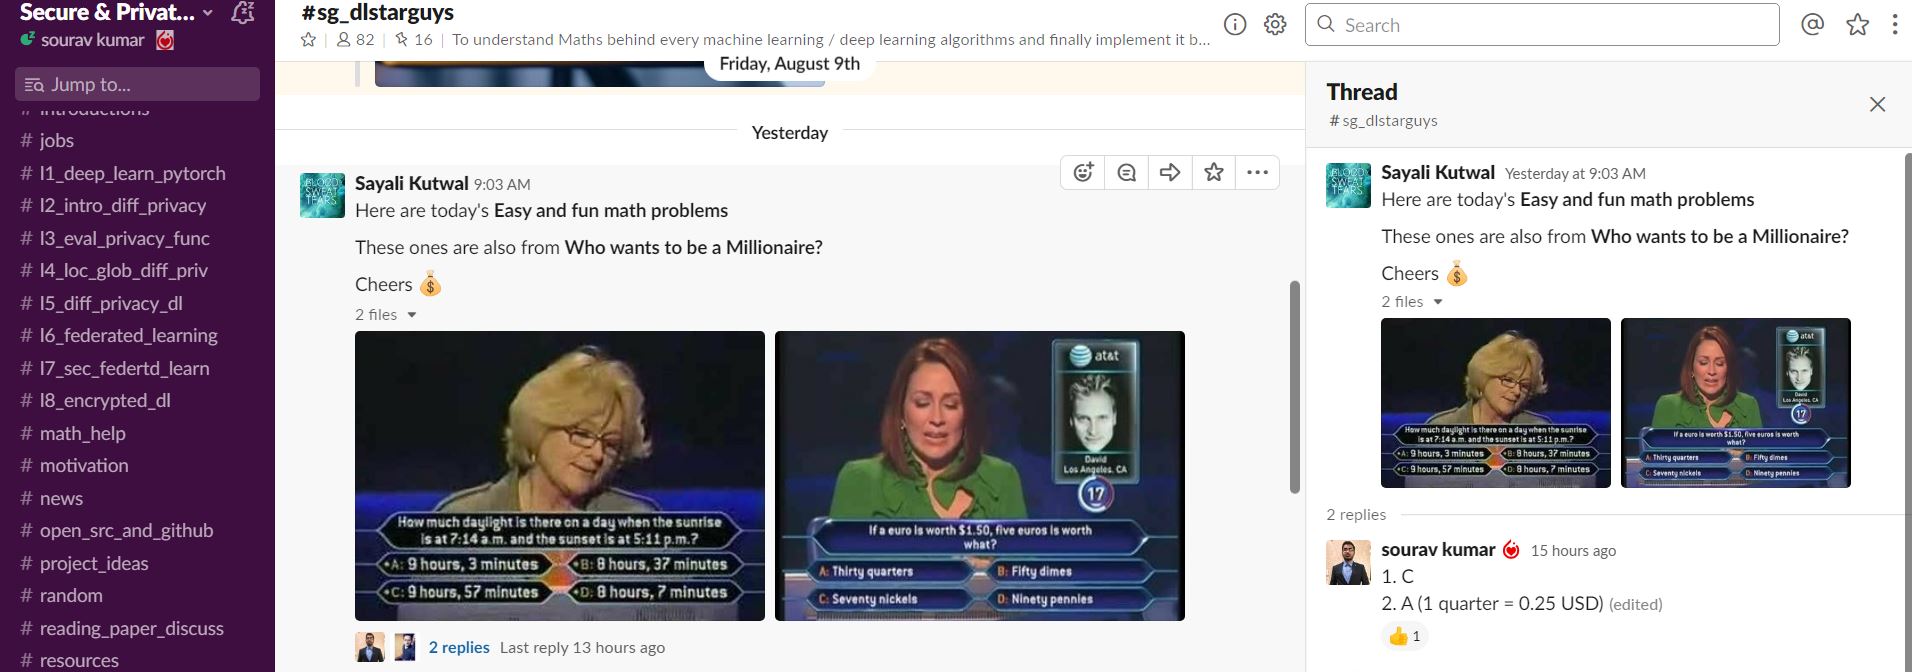 Secure & Privat...
sourav kumar
Jump to...
# introductions
# jobs
# l1_deep_learn_pytorch
# l2_intro_diff_privacy
# l3_eval_privacy_func
# l4_loc_glob_diff_priv
# l5_diff_privacy_dl
# l6_federated_learning
# l7_sec_federtd_learn
# l8_encrypted_dl
# math_help
# motivation
# news
# open_src_and_github
# project_ideas
# random
# reading_paper_discuss
# resources
#sg_dlstarguys
82 | 16 | To understand Maths behind every machine learning / deep learning algorithms and finally implement it b...
Search
Friday, August 9th
Yesterday
BLOOD SWEAT TEARS
Sayali Kutwal 9:03 AM
Here are today's Easy and fun math problems
These ones are also from Who wants to be a Millionaire?
Cheers
2 files
How much daylight is there on a day when the sunrise
is at 7:14 a.m. and the sunset is at 5:11 p.m.?
A: 9 hours, 3 minutes
B: 8 hours, 37 minutes
C: 9 hours, 57 minutes
D: 8 hours, 7 minutes
at&t
David
Los Angeles, CA
17
If a euro is worth $1.50, five euros is worth
what?
A: Thirty quarters
B: Fifty dimes
C: Seventy nickels
D: Ninety pennies
2 replies Last reply 13 hours ago
Thread
# sg_dlstarguys
BLOOD SWEAT TEARS
Sayali Kutwal Yesterday at 9:03 AM
Here are today's Easy and fun math problems
These ones are also from Who wants to be a Millionaire?
Cheers
2 files
How much daylight is there on a day when the sunrise
is at 7:14 a.m. and the sunset is at 5:11 p.m.?
A: 9 hours, 3 minutes
B: 8 hours, 37 minutes
C: 9 hours, 57 minutes
D: 8 hours, 7 minutes
at&t
David
Los Angeles, CA
17
If a euro is worth $1.50, five euros is worth
what?
A: Thirty quarters
B: Fifty dimes
C: Seventy nickels
D: Ninety pennies
2 replies
sourav kumar 15 hours ago
1. C
2. A (1 quarter = 0.25 USD) (edited)
1